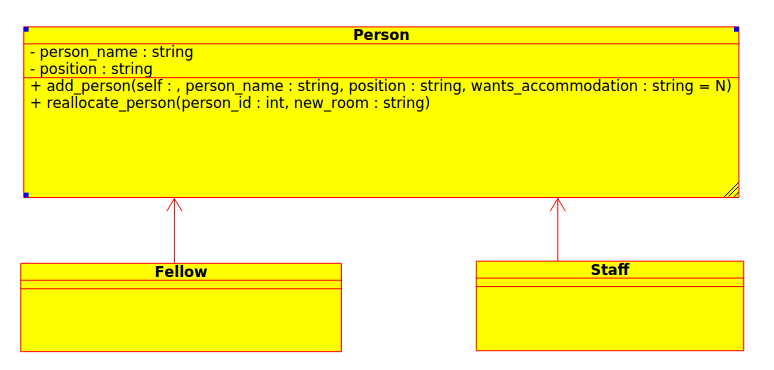 Person
- person_name : string
- position : string
+ add_person(self : , person_name : string, position : string, wants_accommodation : string = N)
+ reallocate_person(person_id : int, new_room : string)
Fellow
Staff